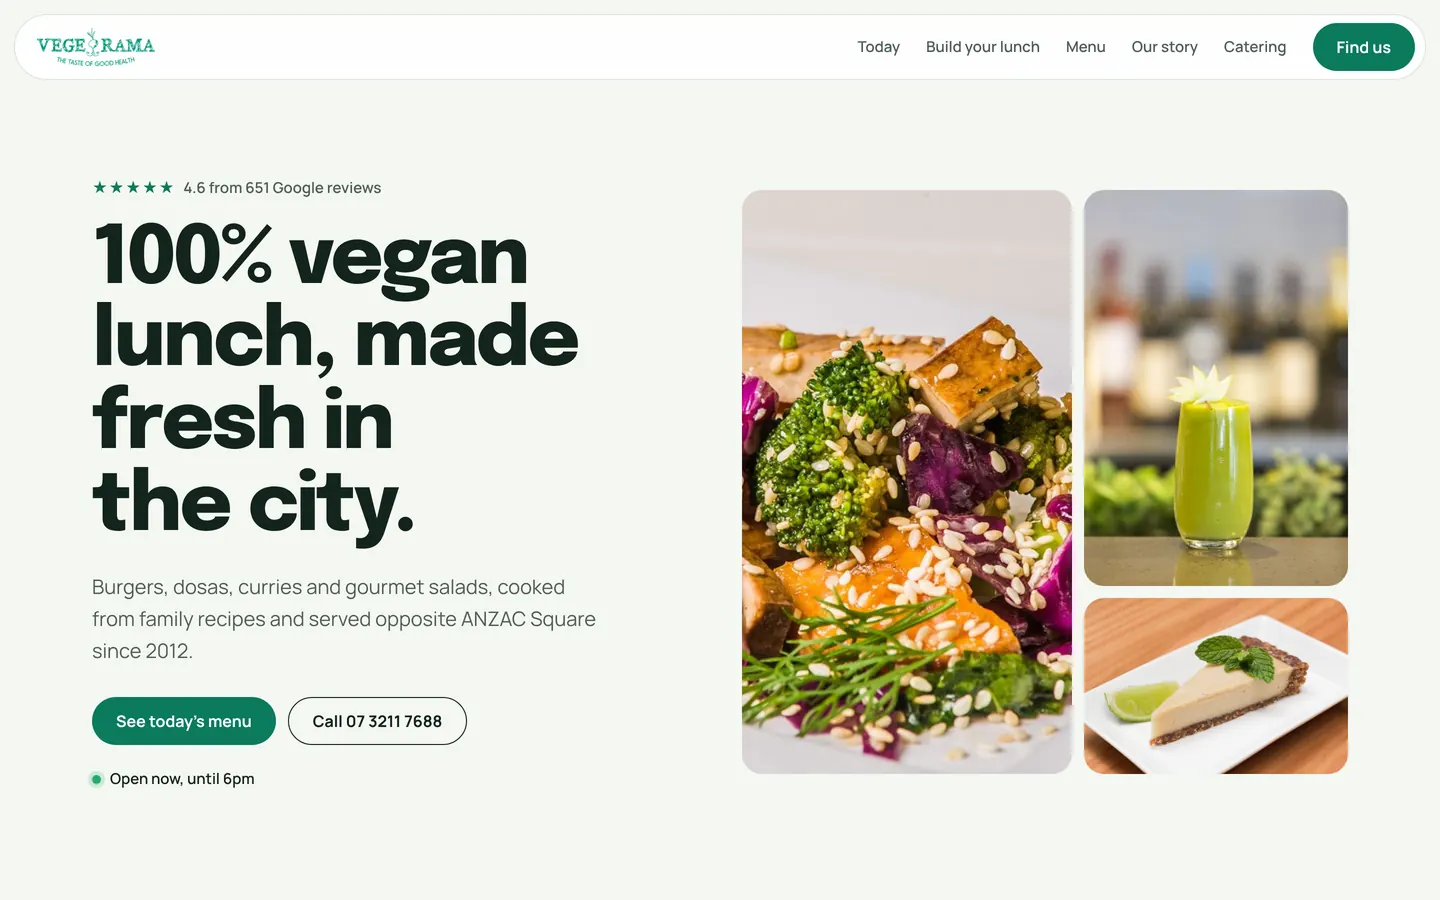 VEGE RAMA
THE TASTE OF GOOD HEALTH
Today
Build your lunch
Menu
Our story
Catering
Find us
★★★★★ 4.6 from 651 Google reviews
100% vegan
lunch, made
fresh in
the city.
Burgers, dosas, curries and gourmet salads, cooked
from family recipes and served opposite ANZAC Square
since 2012.
See today's menu
Call 07 3211 7688
Open now, until 6pm